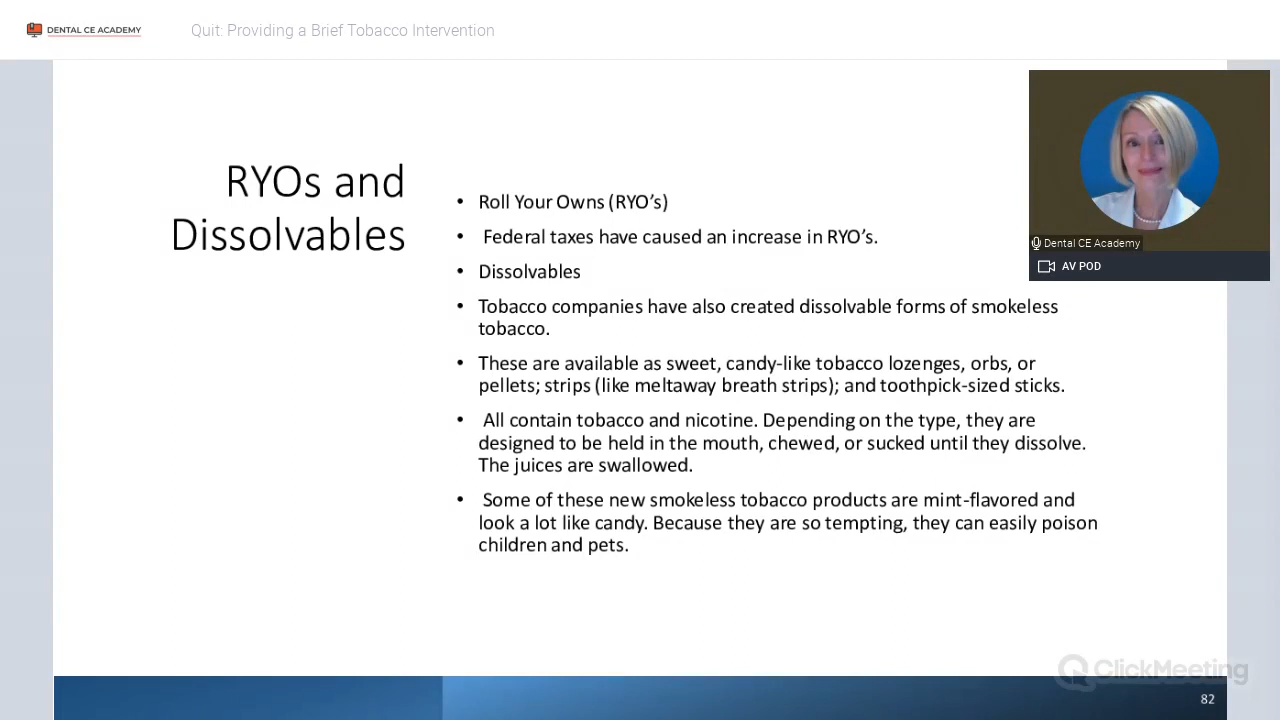 DENTAL CE ACADEMY
Quit: Providing a Brief Tobacco Intervention
RYOs and
Dissolvables
• Roll Your Owns (RYO's)
• Federal taxes have caused an increase in RYO's.
• Dissolvables
• Tobacco companies have also created dissolvable forms of smokeless
tobacco.
• These are available as sweet, candy-like tobacco lozenges, orbs, or
pellets; strips (like meltaway breath strips); and toothpick-sized sticks.
• All contain tobacco and nicotine. Depending on the type, they are
designed to be held in the mouth, chewed, or sucked until they dissolve.
The juices are swallowed.
• Some of these new smokeless tobacco products are mint-flavored and
look a lot like candy. Because they are so tempting, they can easily poison
children and pets.
Dental CE Academy
AV POD
ClickMeeting
82